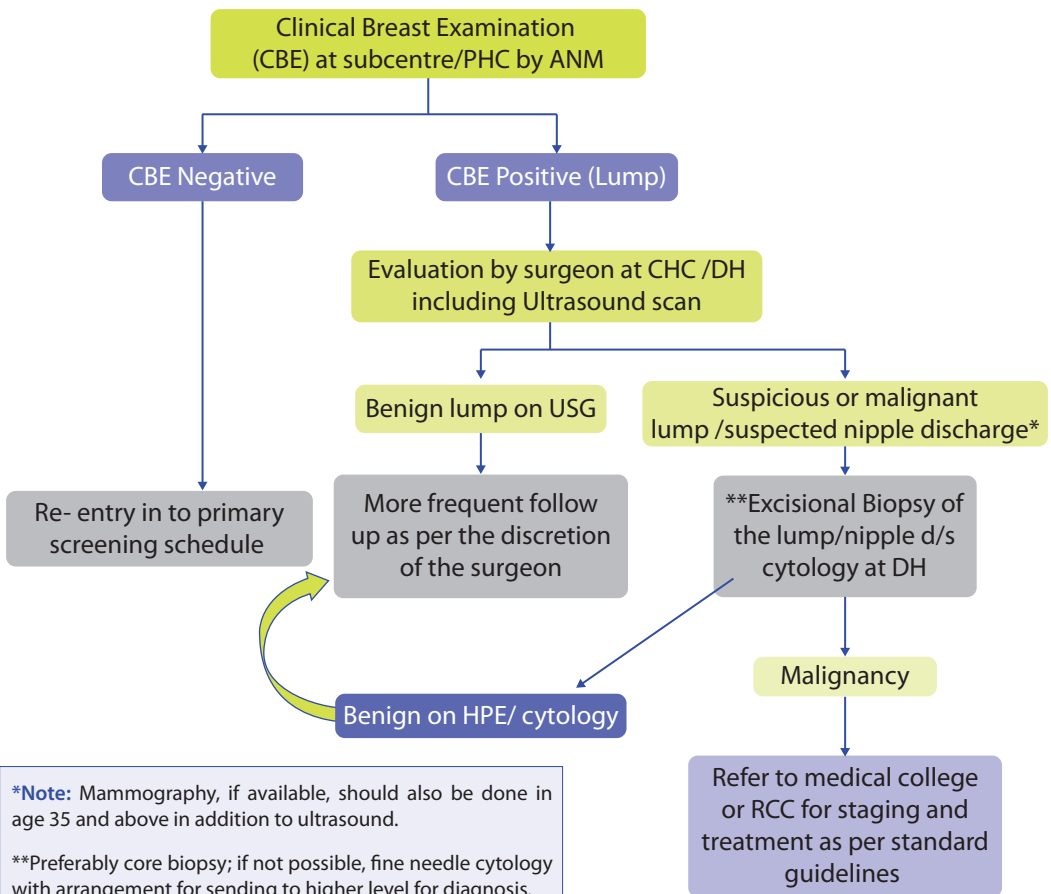 Clinical Breast Examination
(CBE) at subcentre/PHC by ANM
CBE Negative
CBE Positive (Lump)
Evaluation by surgeon at CHC /DH
including Ultrasound scan
Benign lump on USG
Suspicious or malignant
lump /suspected nipple discharge*
Re- entry in to primary
screening schedule
More frequent follow
up as per the discretion
of the surgeon
**Excisional Biopsy of
the lump/nipple d/s
cytology at DH
Malignancy
Benign on HPE/ cytology
Refer to medical college
or RCC for staging and
treatment as per standard
guidelines
*Note: Mammography, if available, should also be done in
age 35 and above in addition to ultrasound.
**Preferably core biopsy; if not possible, fine needle cytology
with arrangement for sending to higher level for diagnosis.